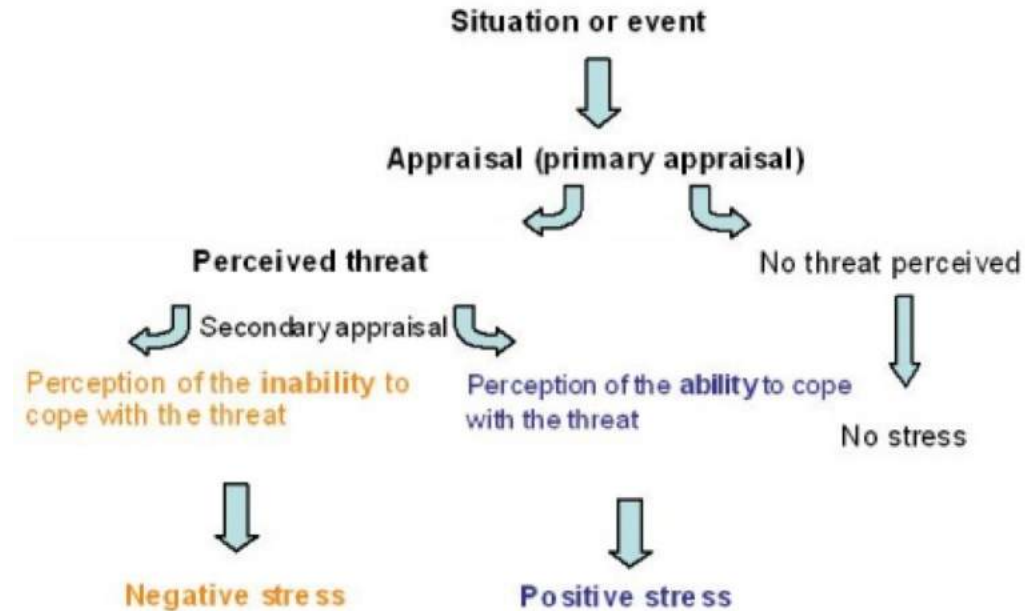 Situation or event
Appraisal (primary appraisal)
Perceived threat
No threat perceived
Secondary appraisal
Perception of the inability to
cope with the threat
Perception of the ability to cope
with the threat
No stress
Negative stress
Positive stress